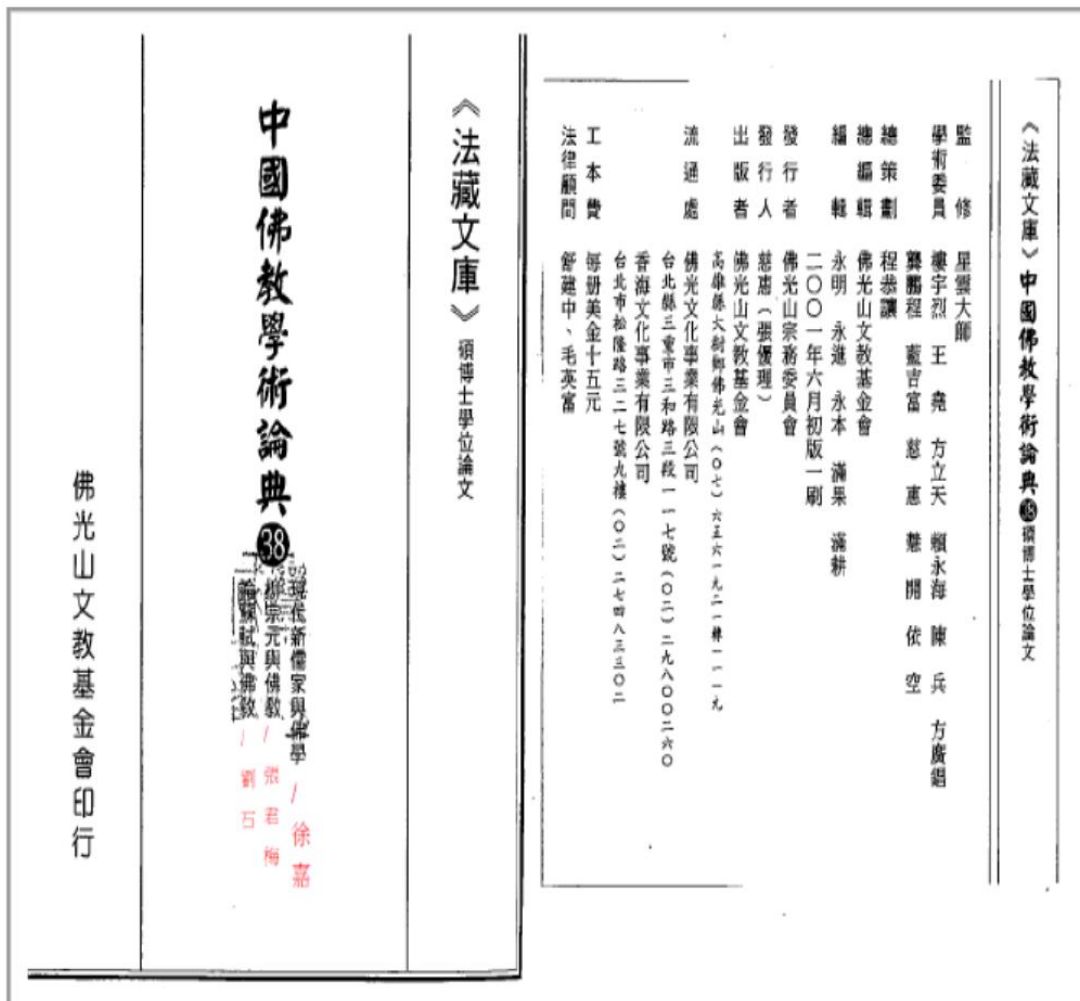 《法藏文庫》碩博士學位論文
中國佛教學術論典38
現代新儒家與佛學/徐嘉
柳宗元與佛教/張君梅
論蘇軾與佛教/劉石
佛光山文教基金會印行
《法藏文庫》中國佛教學術論典38碩博士學位論文
監修 星雲大師
學術委員 樓宇烈 王堯 方立天 賴永海 陳兵 方廣錩
龔鵬程 藍吉富 慈惠 慧開 依空
總策劃 程恭讓
總編輯 佛光山文教基金會
編輯 永明 永進 永本 滿果 滿耕
二〇〇一年六月初版一刷
發行者 佛光山宗務委員會
發行人 慈惠(張優理)
出版者 佛光山文教基金會
高雄縣大樹鄉佛光山(〇七)六五六一九二一轉一一一九
流通處 佛光文化事業有限公司
台北縣三重市三和路三段一一七號(〇二)二九八〇〇二六〇
香海文化事業有限公司
台北市松隆路三二七號九樓(〇二)二七四八三三〇二
工本費 每册美金十五元
法律顧問 舒建中、毛英富